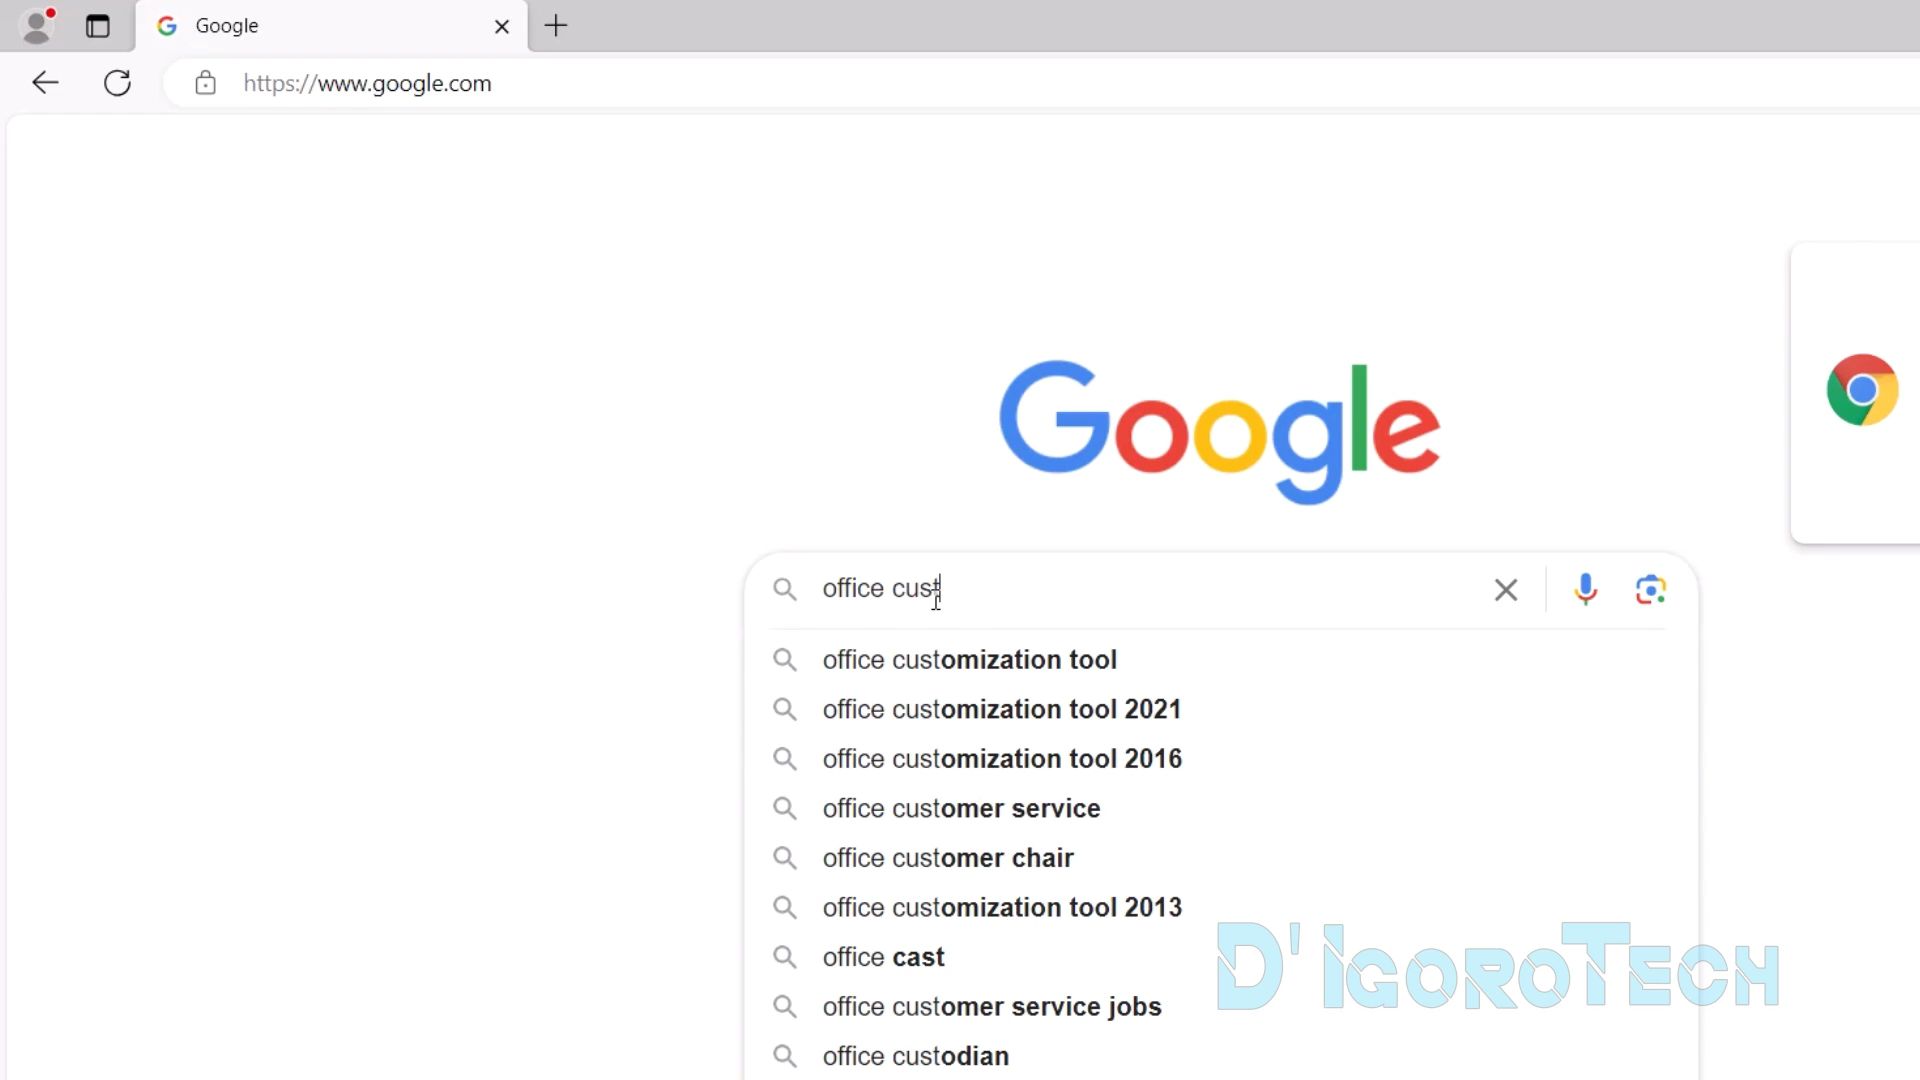 Google
https://www.google.com
Google
office cust
office customization tool
office customization tool 2021
office customization tool 2016
office customer service
office customer chair
office customization tool 2013
office cast
office customer service jobs
office custodian
D'IGOROTECH